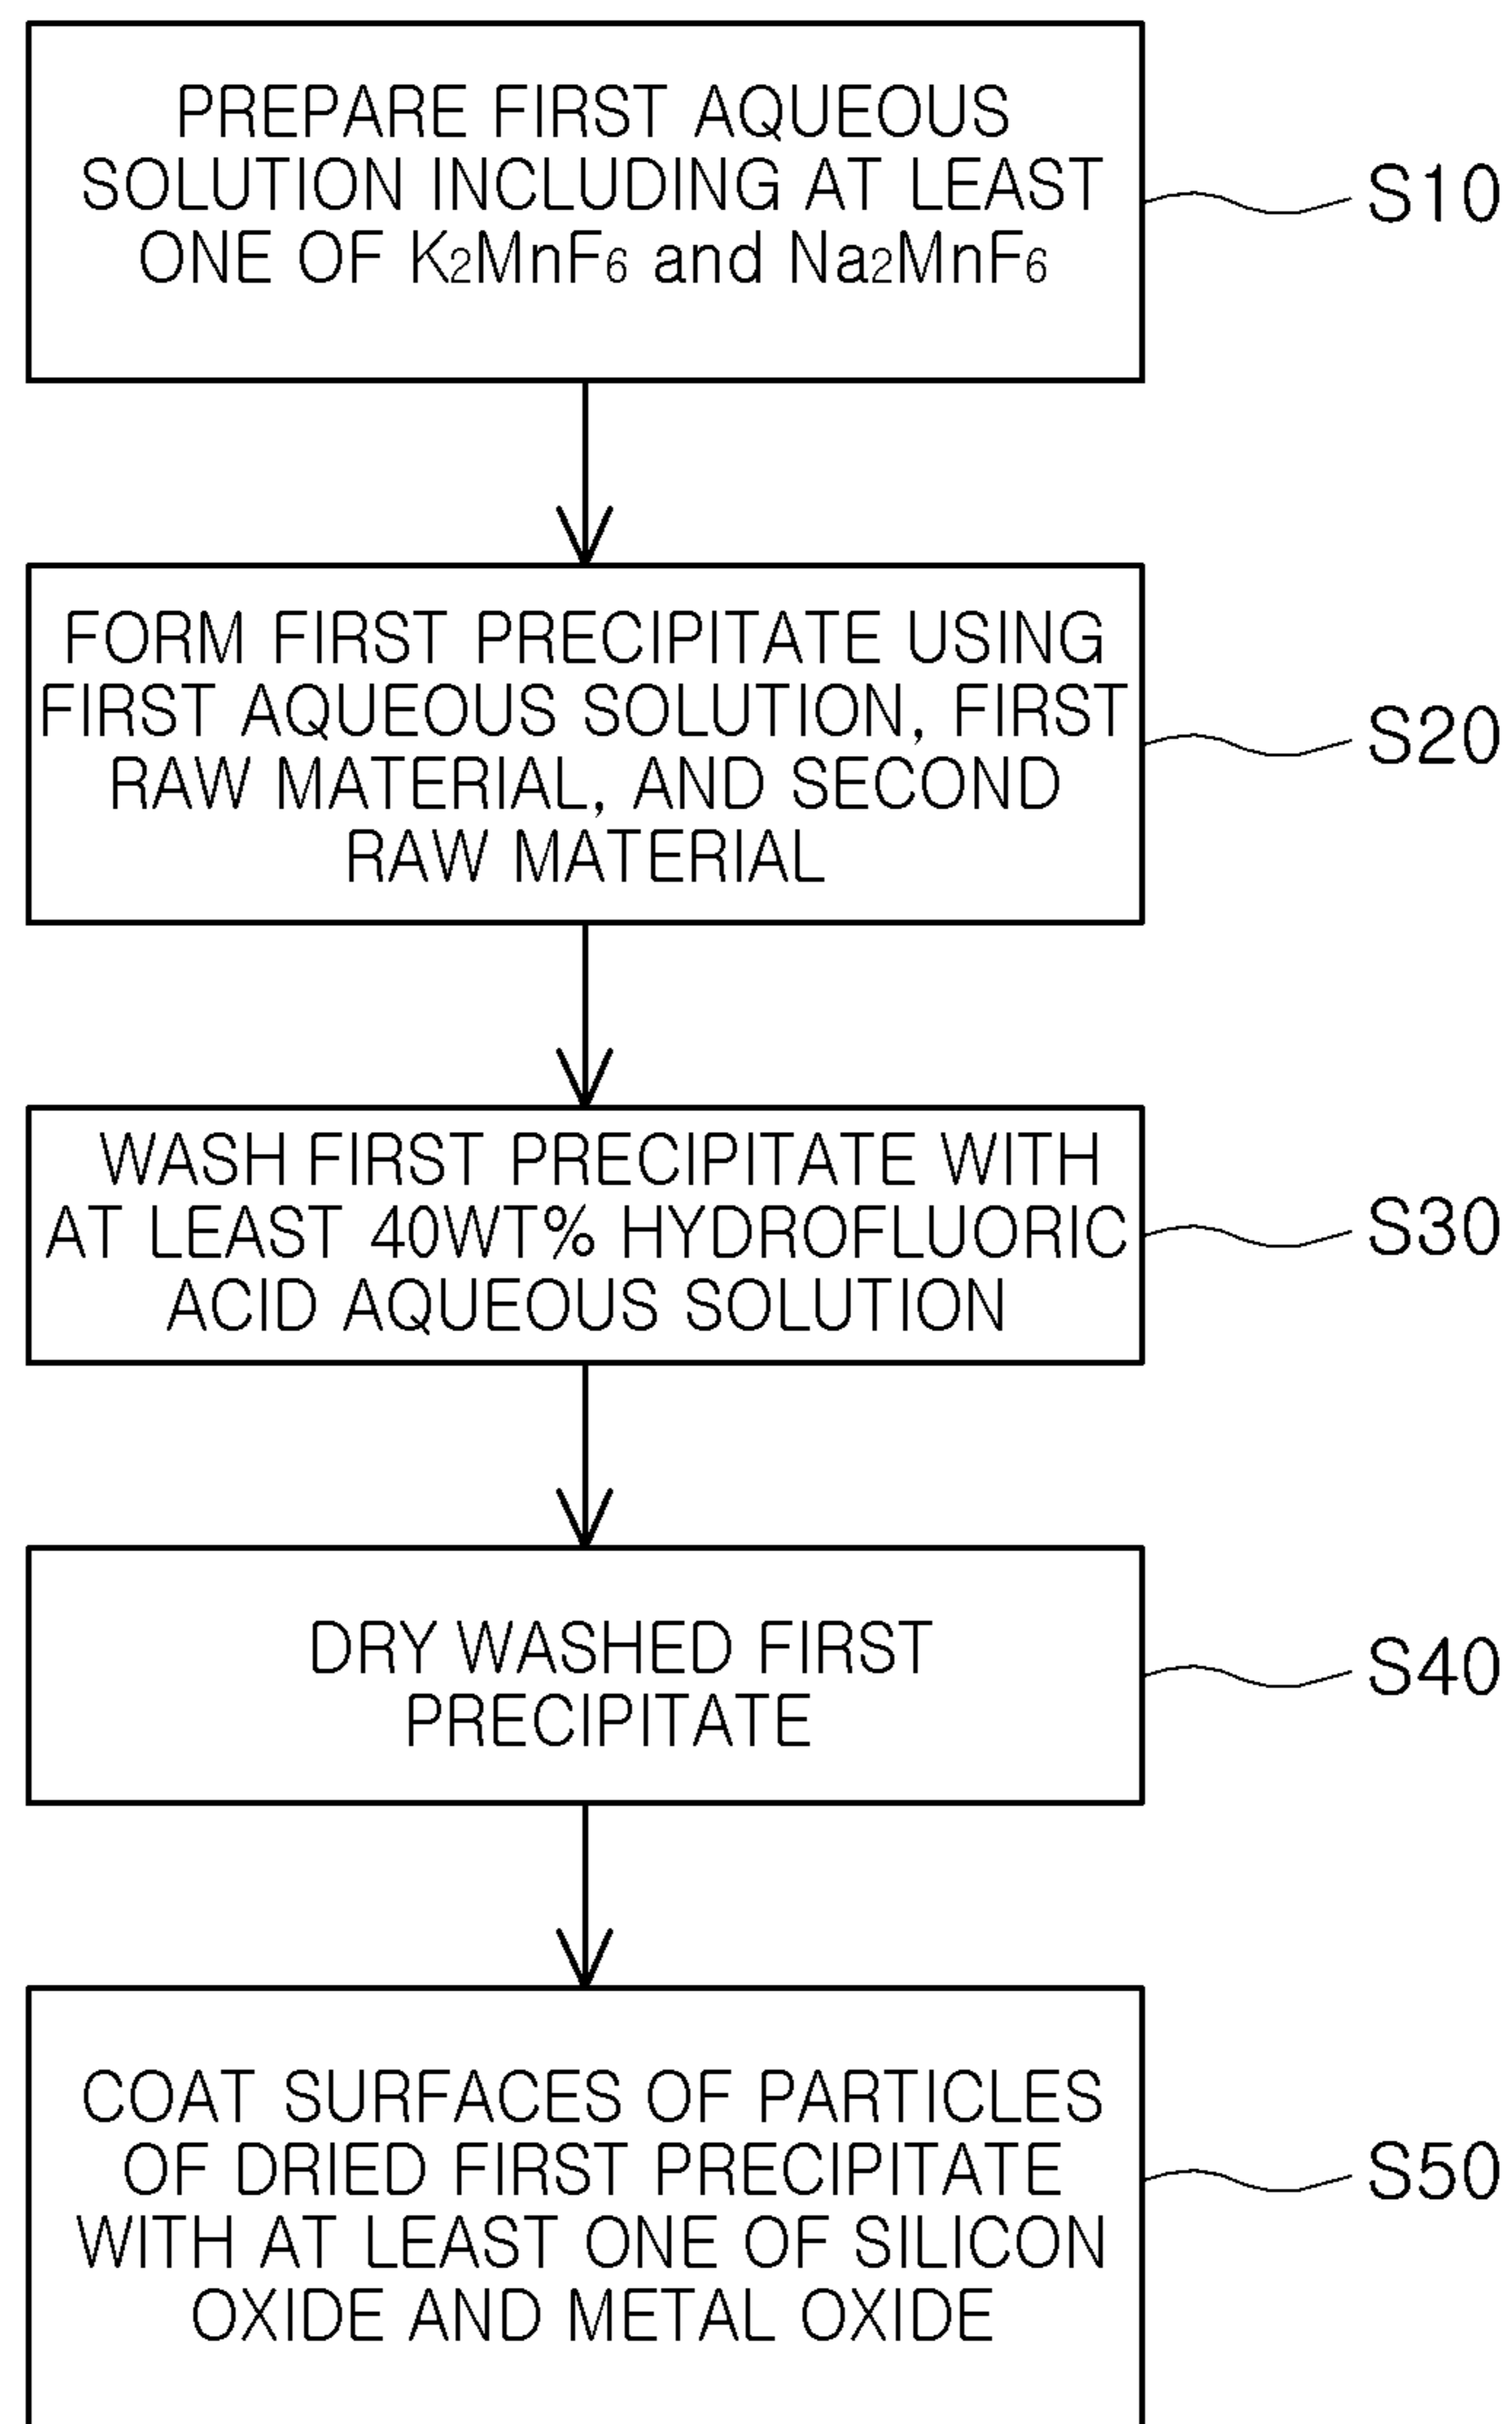 PREPARE FIRST AQUEOUS
SOLUTION INCLUDING AT LEAST
ONE OF K₂MnF₆ and Na₂MnF₆
S10
FORM FIRST PRECIPITATE USING
FIRST AQUEOUS SOLUTION, FIRST
RAW MATERIAL, AND SECOND
RAW MATERIAL
S20
WASH FIRST PRECIPITATE WITH
AT LEAST 40WT% HYDROFLUORIC
ACID AQUEOUS SOLUTION
S30
DRY WASHED FIRST
PRECIPITATE
S40
COAT SURFACES OF PARTICLES
OF DRIED FIRST PRECIPITATE
WITH AT LEAST ONE OF SILICON
OXIDE AND METAL OXIDE
S50